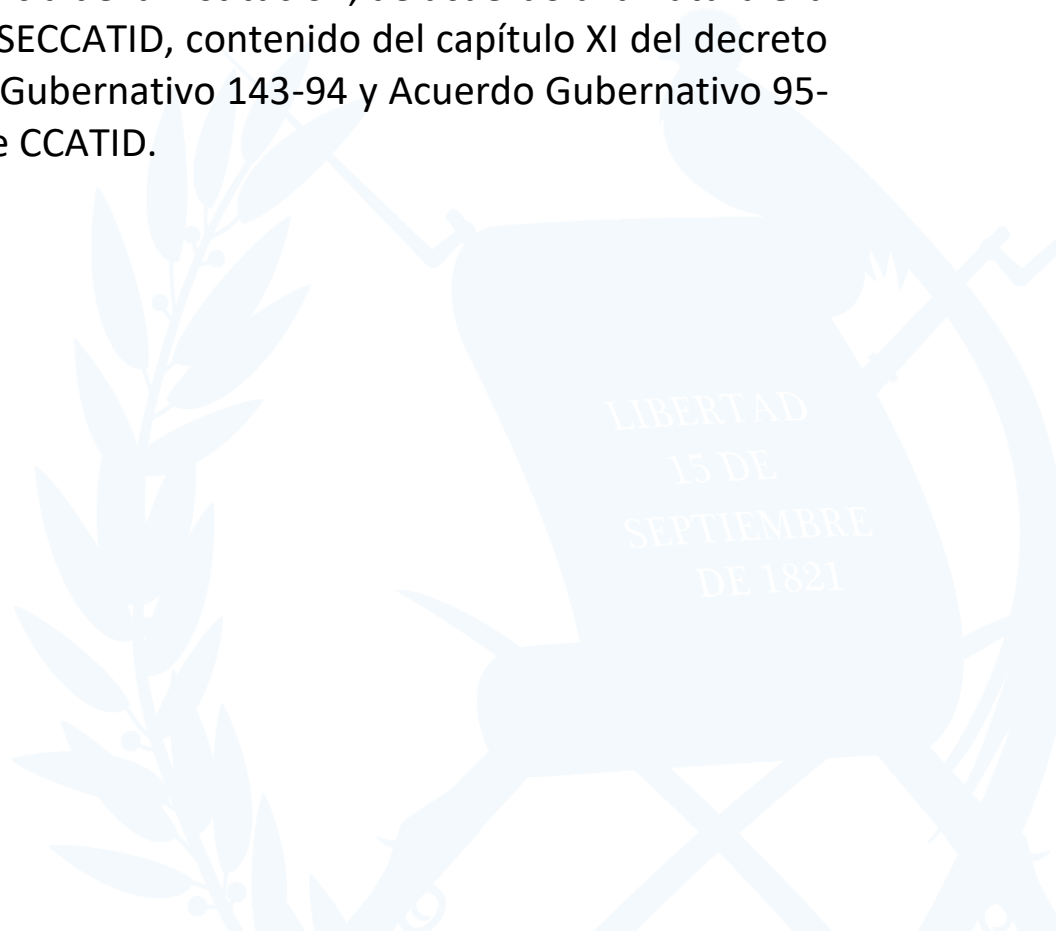 SECCATID, contenido del capítulo XI del decreto
Gubernativo 143-94 y Acuerdo Gubernativo 95-
e CCATID.
LIBERTAD
15 DE
SEPTIEMBRE
DE 1821